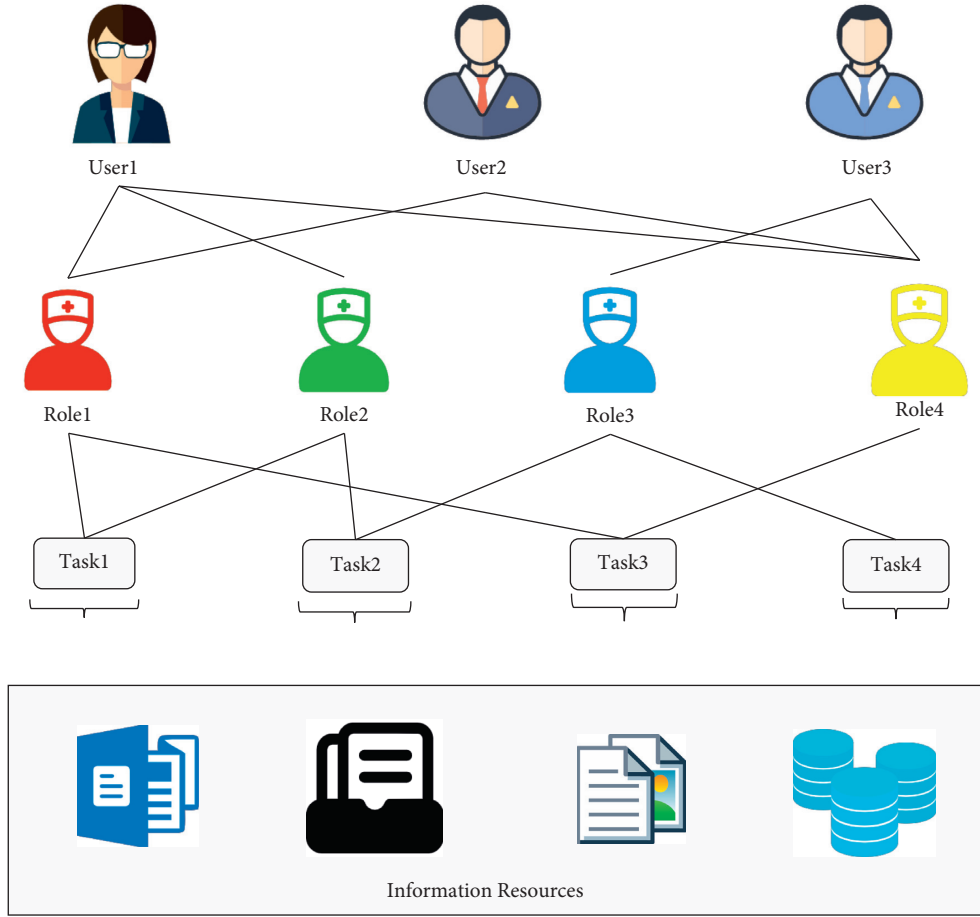 User1
User2
User3
Role1
Role2
Role3
Role4
Task1
Task2
Task3
Task4
Information Resources